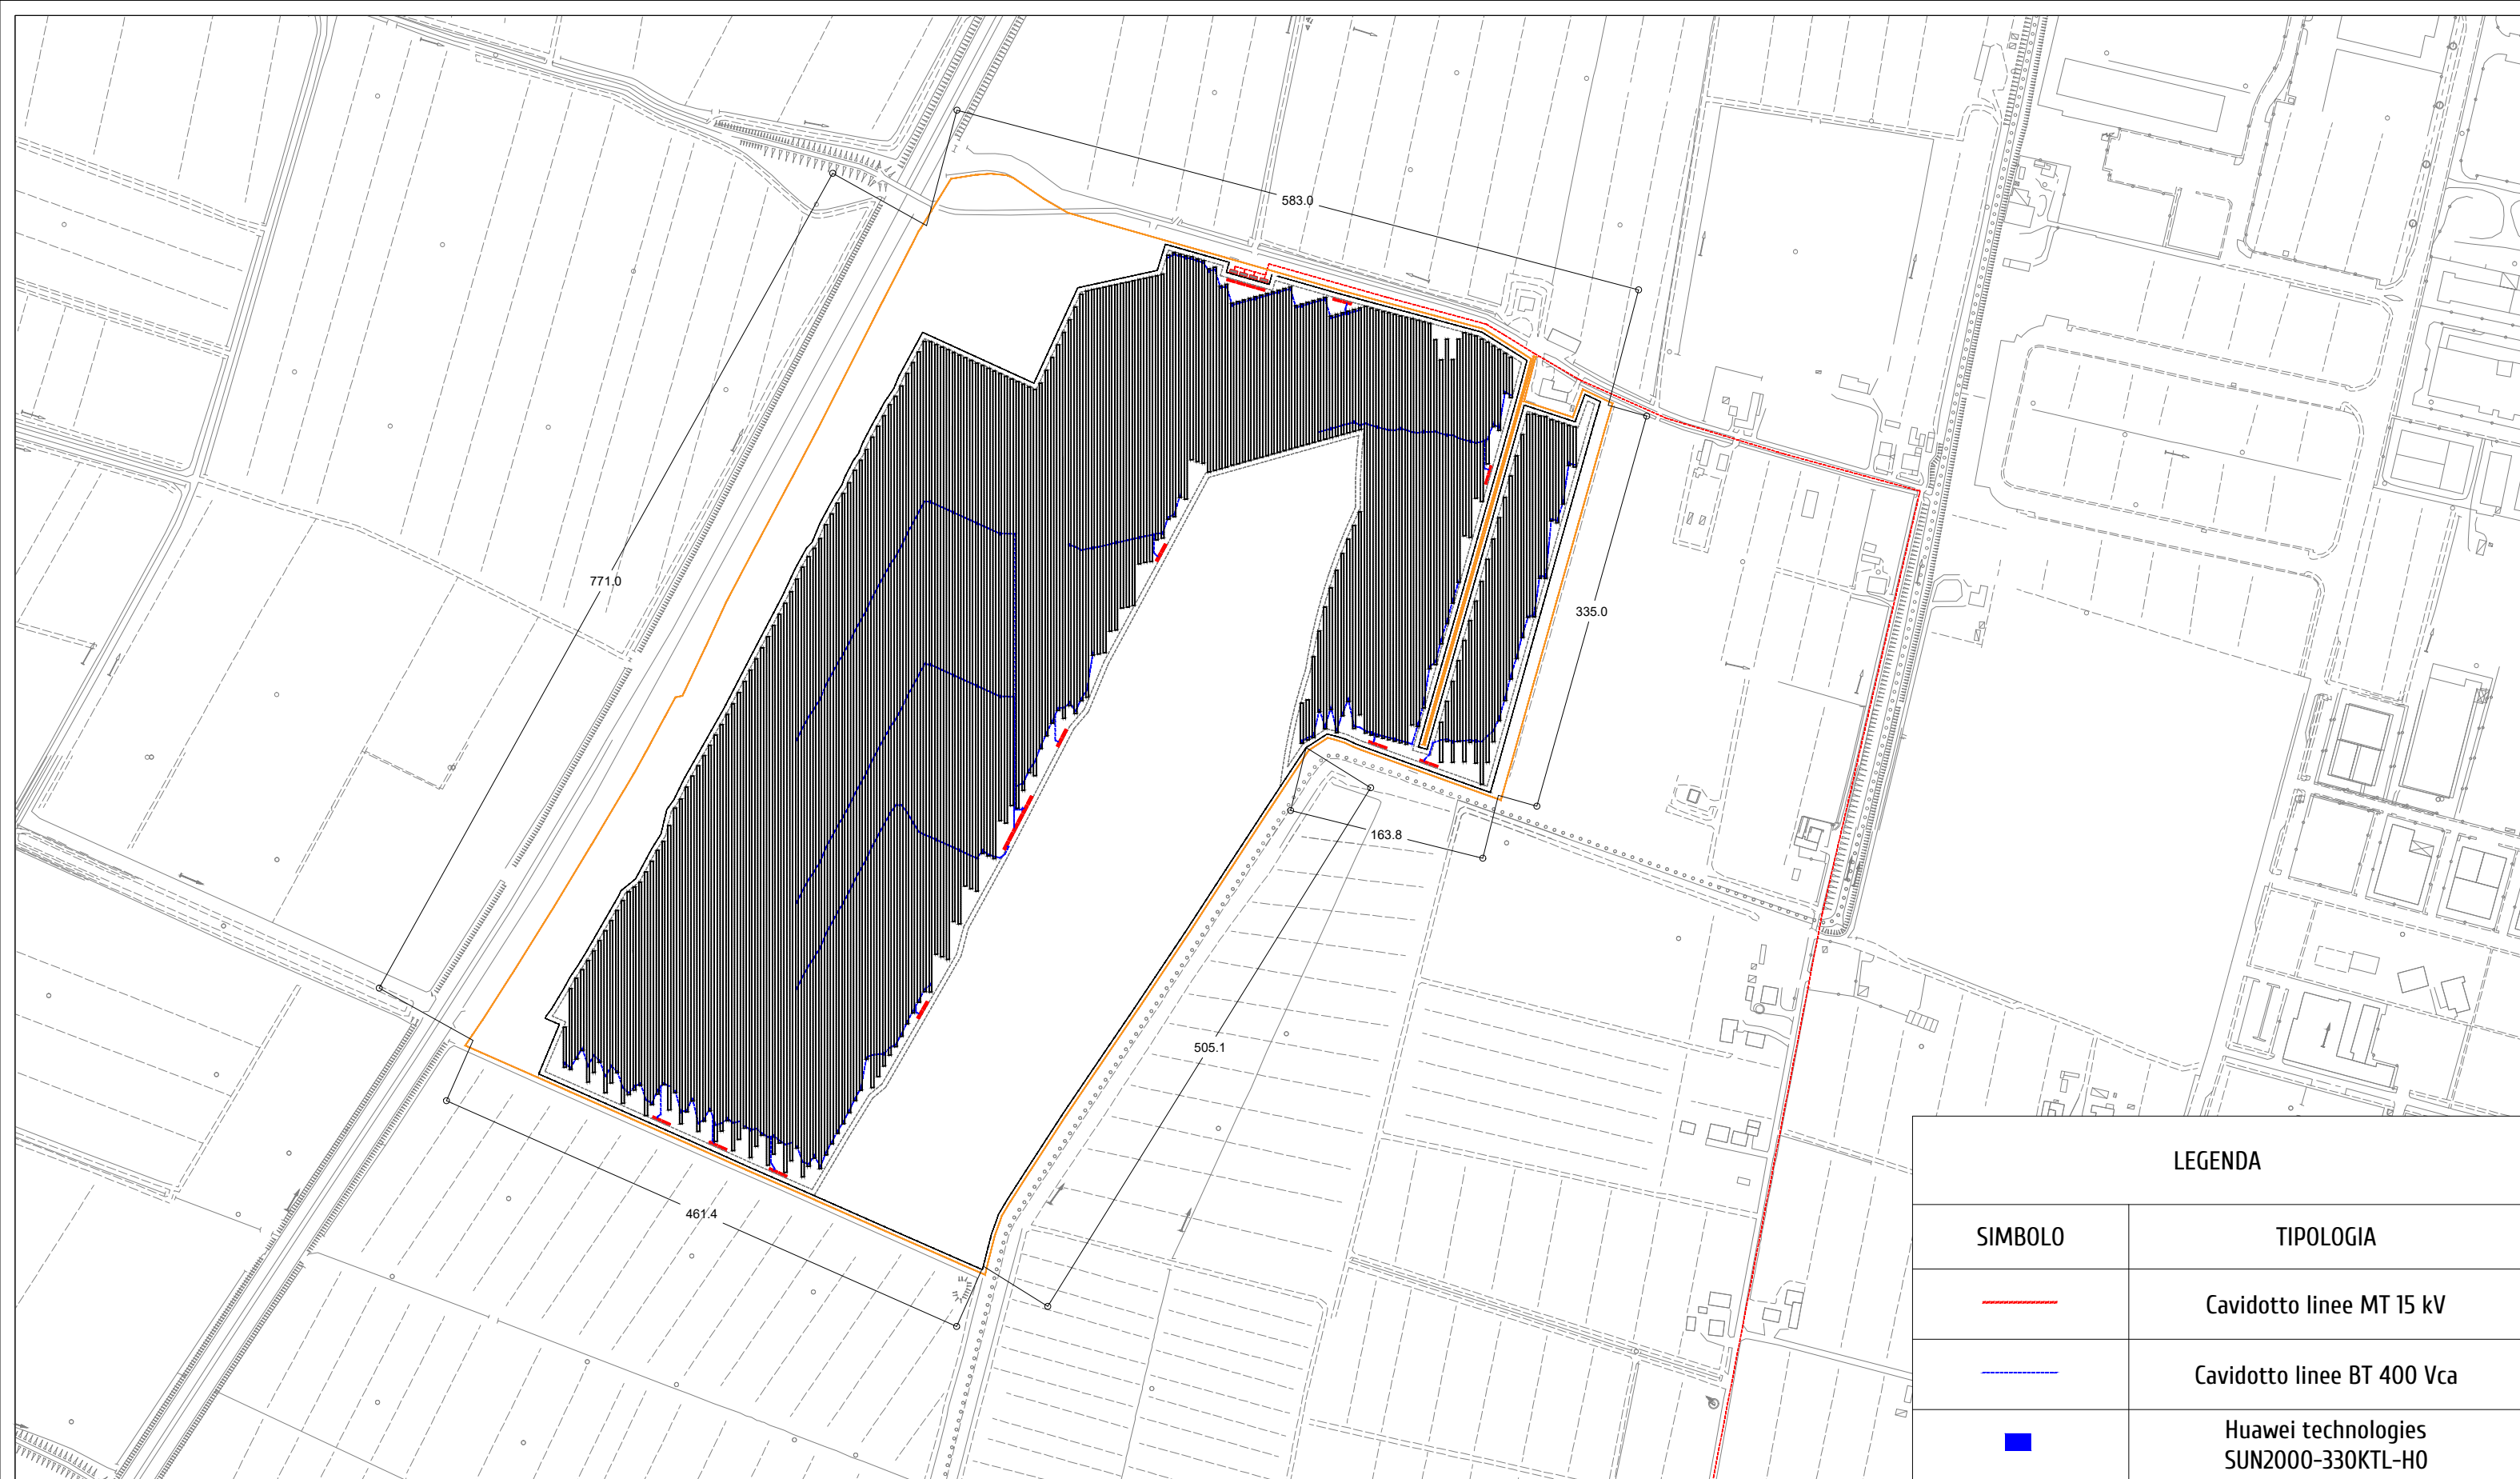 583.0
771.0
335.0
163.8
505.1
461.4
LEGENDA
SIMBOLO TIPOLOGIA
Cavidotto linee MT 15 kV
Cavidotto linee BT 400 Vca
Huawei technologies
SUN2000-330KTL-H0